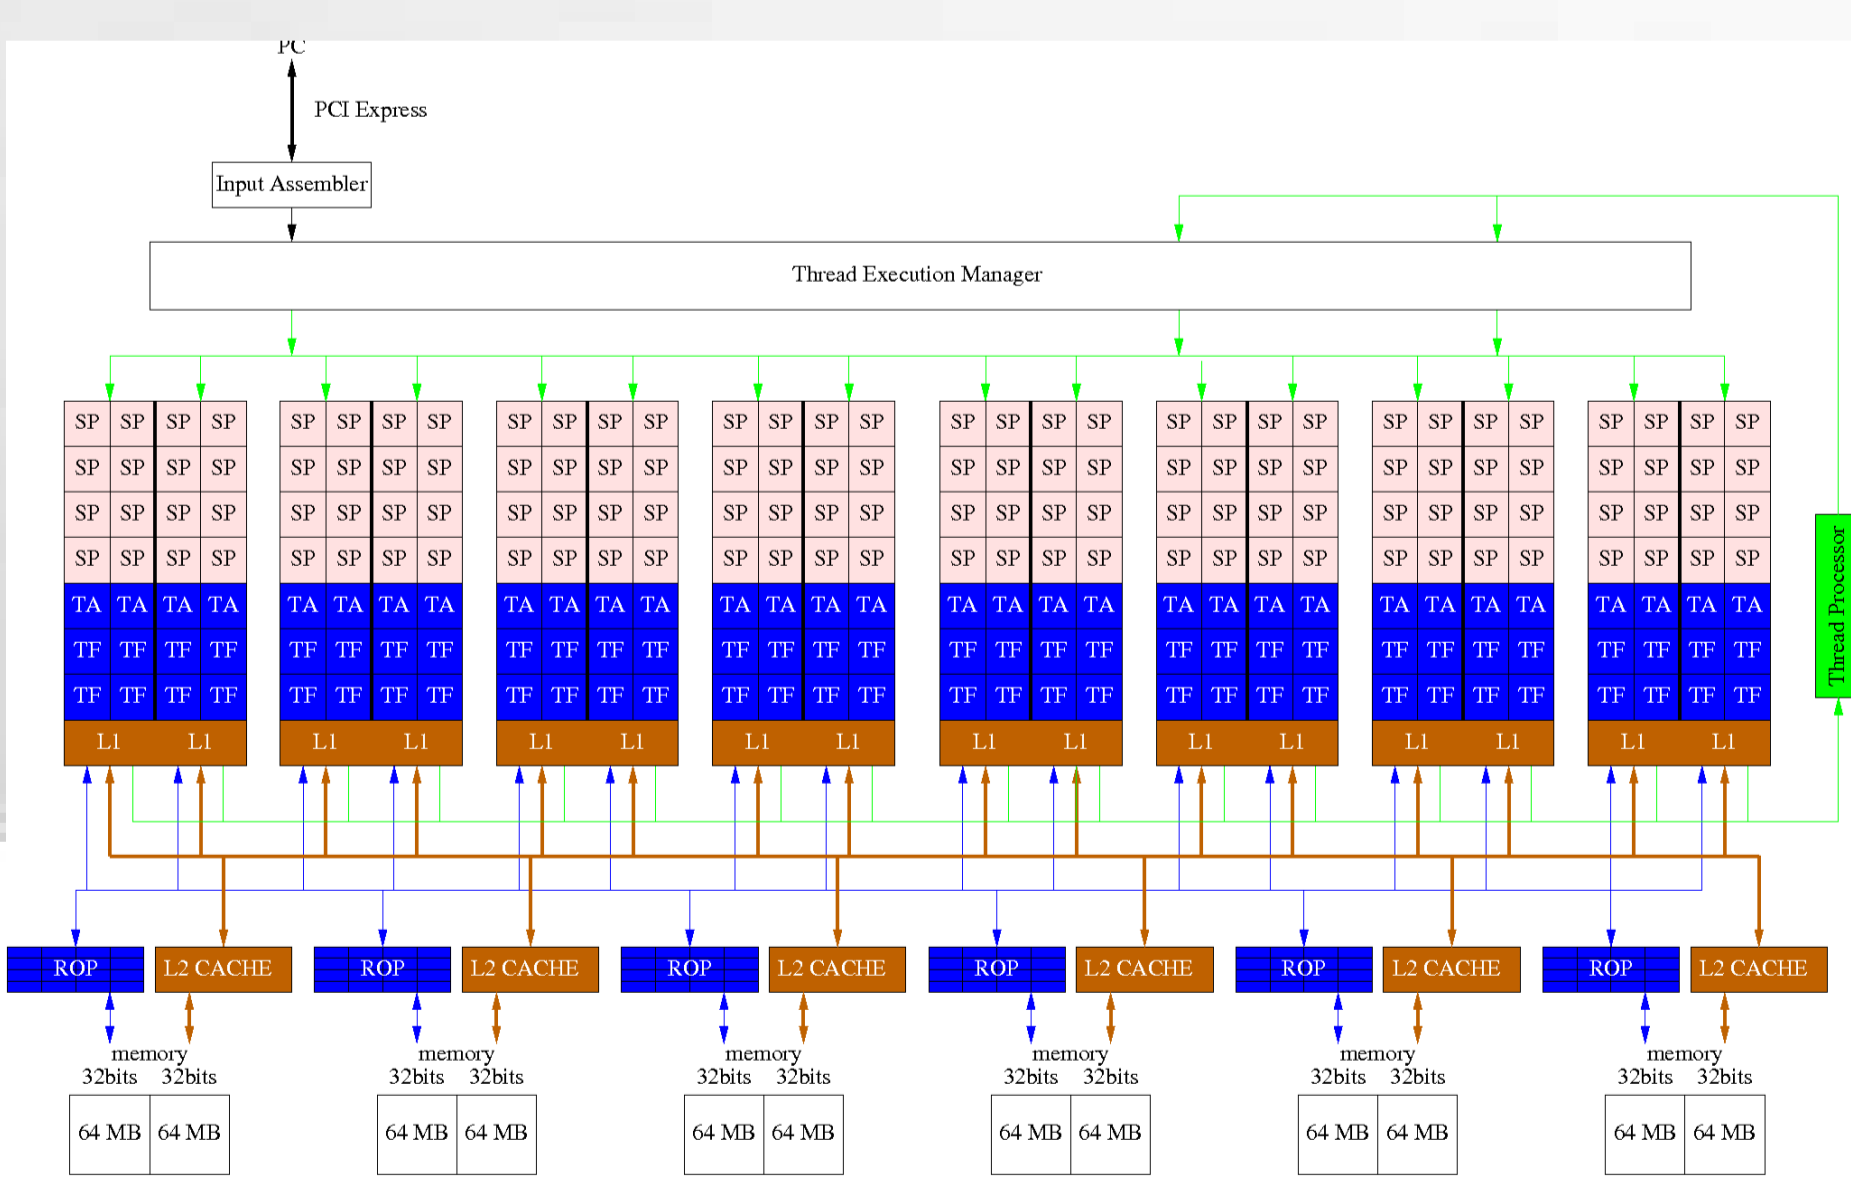 PC
PCI Express
Input Assembler
Thread Execution Manager
SP SP SP SP SP SP SP SP SP SP SP SP SP SP SP SP SP SP SP SP SP SP SP SP SP SP SP SP SP SP SP SP
SP SP SP SP SP SP SP SP SP SP SP SP SP SP SP SP SP SP SP SP SP SP SP SP SP SP SP SP SP SP SP SP
SP SP SP SP SP SP SP SP SP SP SP SP SP SP SP SP SP SP SP SP SP SP SP SP SP SP SP SP SP SP SP SP
SP SP SP SP SP SP SP SP SP SP SP SP SP SP SP SP SP SP SP SP SP SP SP SP SP SP SP SP SP SP SP SP
TA TA TA TA TA TA TA TA TA TA TA TA TA TA TA TA TA TA TA TA TA TA TA TA TA TA TA TA TA TA TA TA
TF TF TF TF TF TF TF TF TF TF TF TF TF TF TF TF TF TF TF TF TF TF TF TF TF TF TF TF TF TF TF TF
TF TF TF TF TF TF TF TF TF TF TF TF TF TF TF TF TF TF TF TF TF TF TF TF TF TF TF TF TF TF TF TF
L1 L1 L1 L1 L1 L1 L1 L1 L1 L1 L1 L1 L1 L1 L1 L1
Thread Processor
ROP L2 CACHE ROP L2 CACHE ROP L2 CACHE ROP L2 CACHE ROP L2 CACHE ROP L2 CACHE
memory memory memory memory memory memory
32bits 32bits 32bits 32bits 32bits 32bits 32bits 32bits 32bits 32bits 32bits 32bits
64 MB 64 MB 64 MB 64 MB 64 MB 64 MB 64 MB 64 MB 64 MB 64 MB 64 MB 64 MB